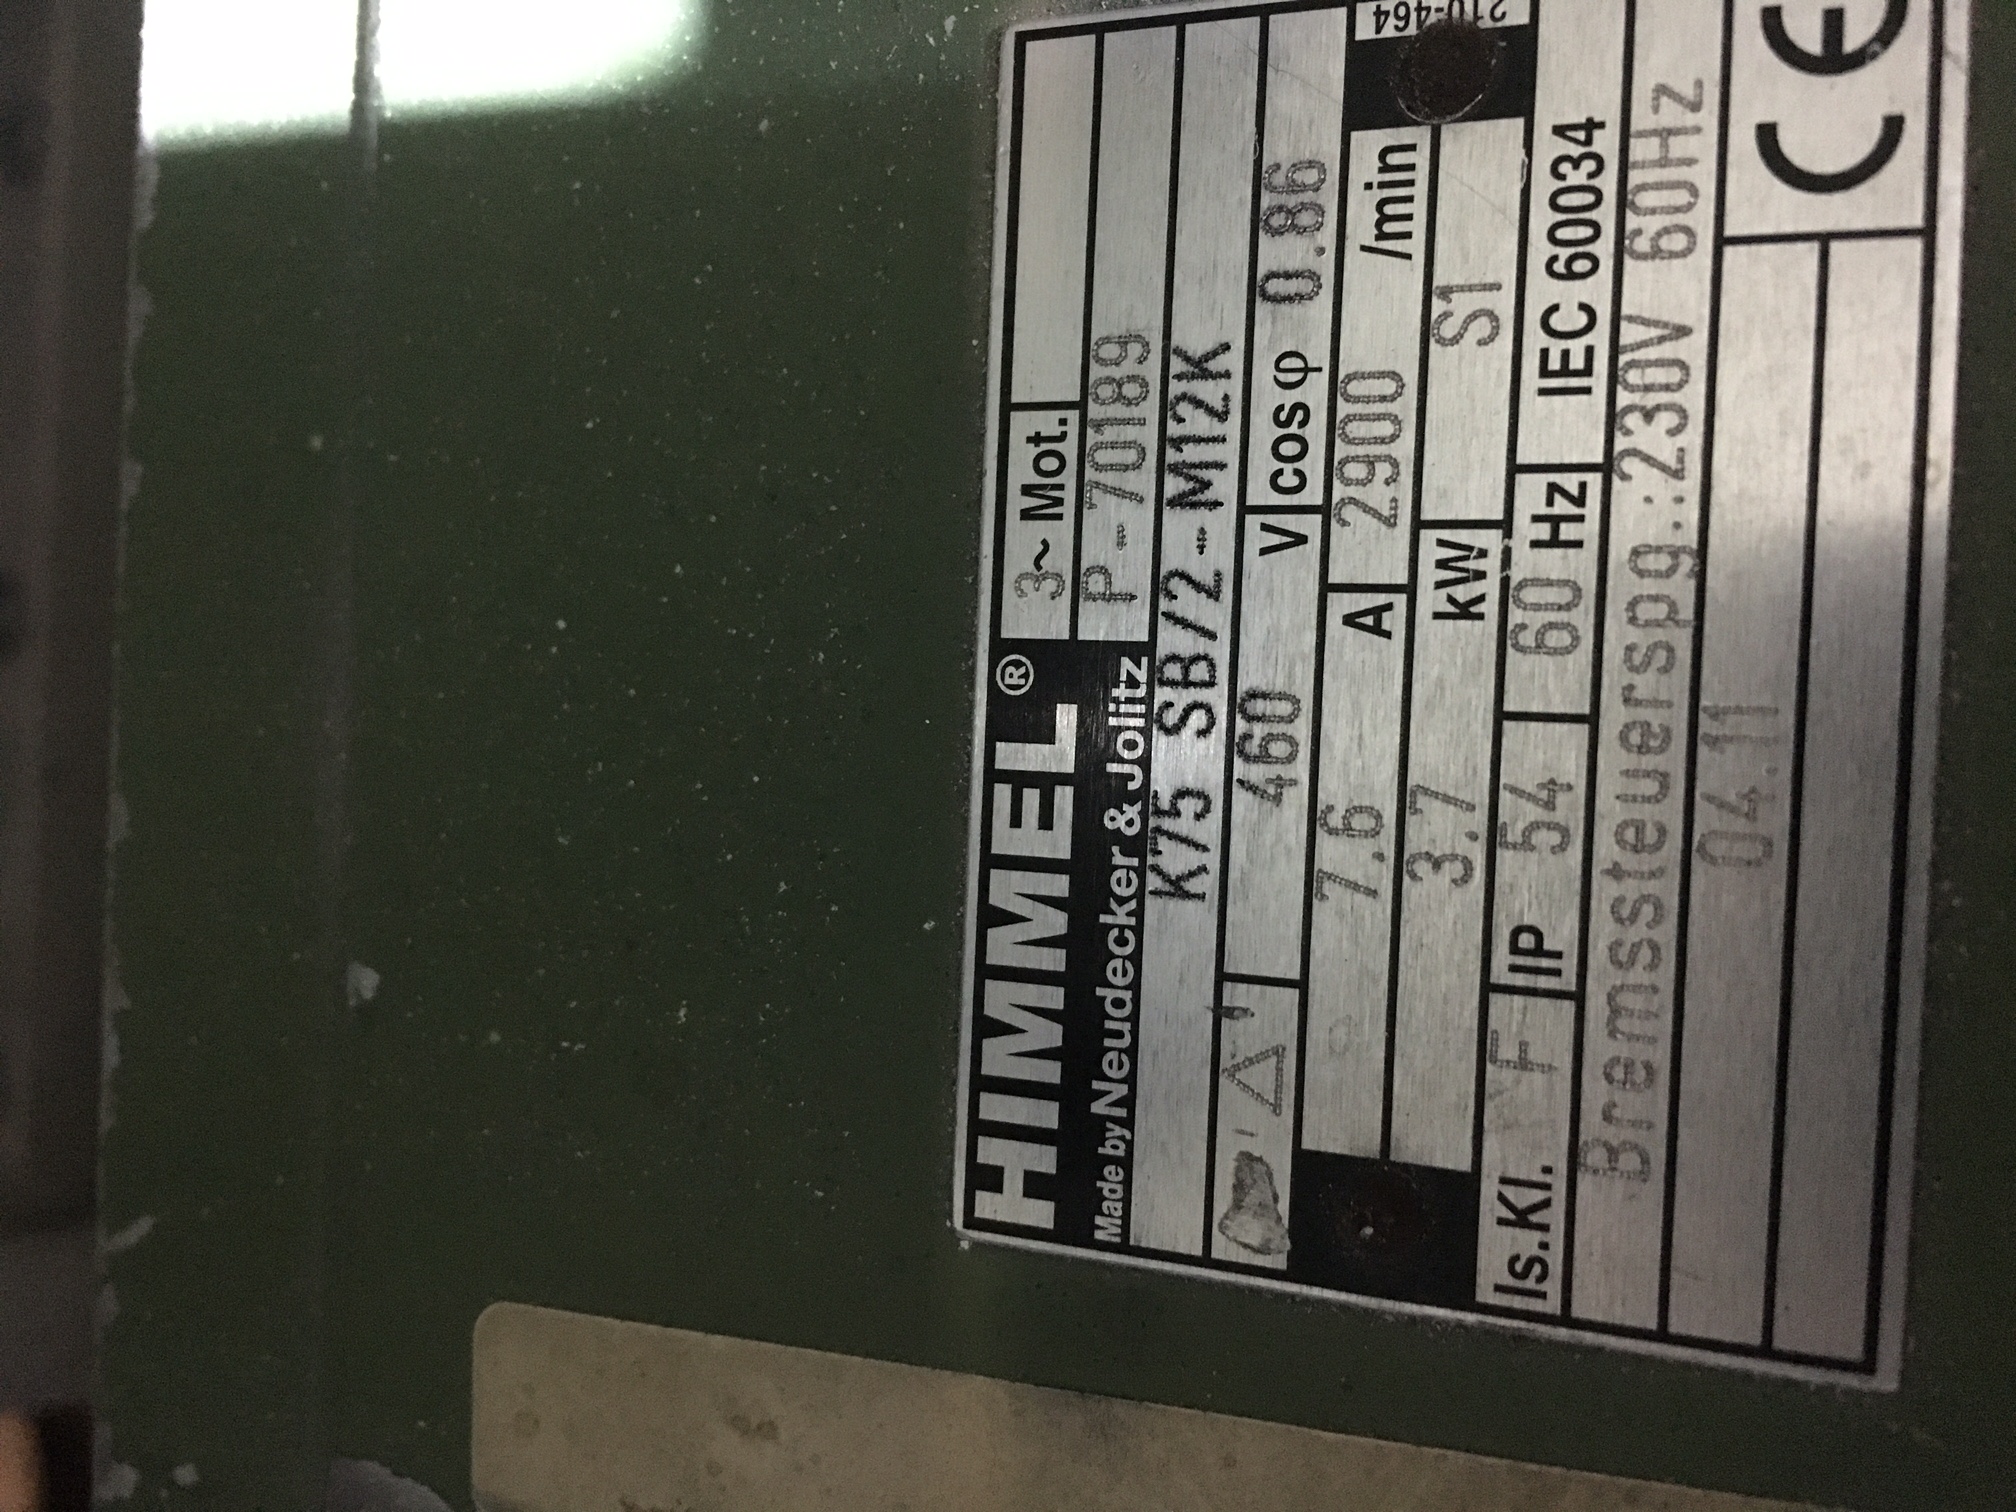 HIMMEL®
3~ Mot.
Made by Neudecker & Jolitz
P-70189
K75 SB/2-M12K
Δ 460 V cos φ 0.86
7.6 A 2900 /min
3.7 kW S1
Is.Kl. F IP 54 60 Hz IEC 60034
Bremssteuerspg.:230V 60Hz
04.11
CE
210-464